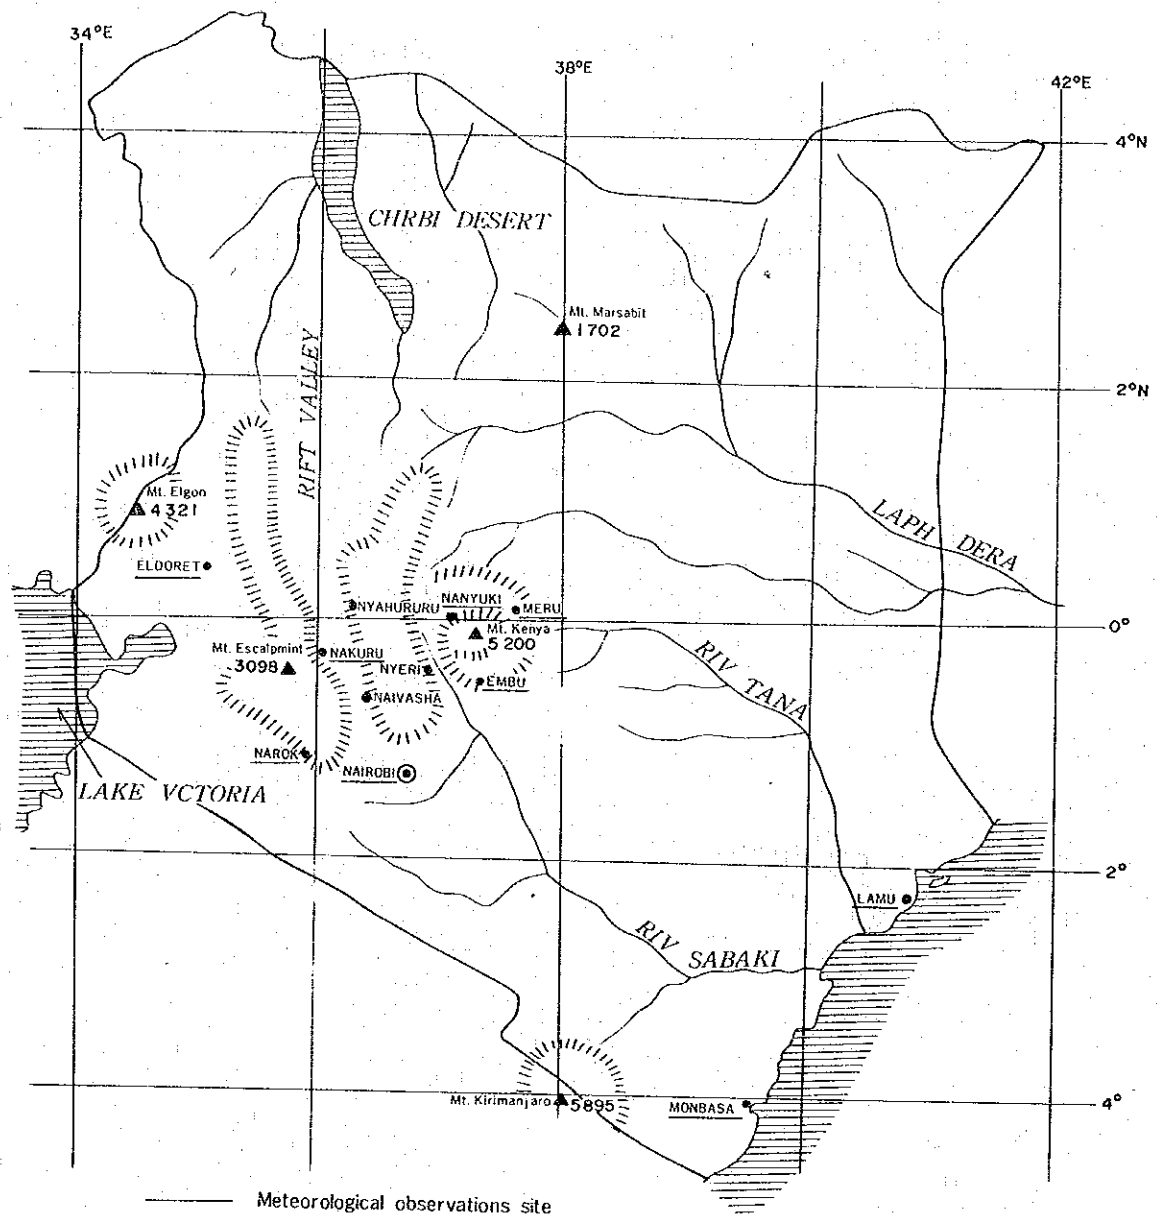 34°E
38°E
42°E
4°N
CHRBI DESERT
Mt. Marsabit
1702
RIFT VALLEY
2°N
Mt. Elgon
4321
LAPH DERA
ELDORET
NYAHURURU
NANYUKI
MERU
0°
Mt. Kenya
5200
Mt. Escalpmint
3098
NAKURU
NYERI
EMBU
RIV TANA
NAIVASHA
NAROK
NAIROBI
LAKE VCTORIA
2°
LAMU
RIV SABAKI
Mt. Kirimanjaro
5895
MONBASA
4°
Meteorological observations site